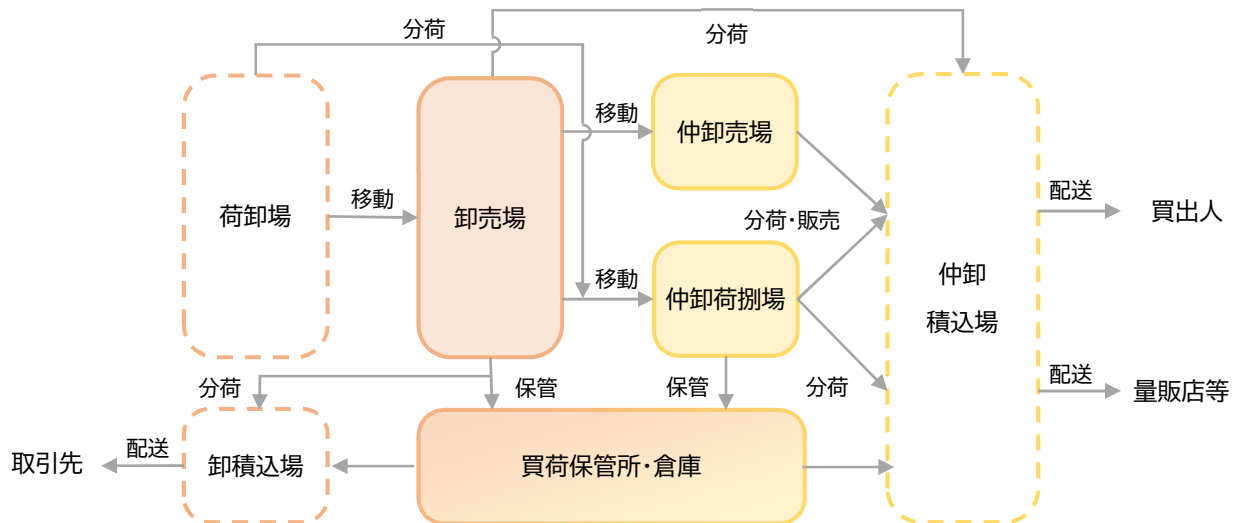 分荷
分荷
移動
仲卸売場
荷卸場
移動
卸売場
分荷・販売
配送
買出人
移動
仲卸荷捌場
仲卸
積込場
分荷
保管
保管
分荷
配送
量販店等
取引先
配送
卸積込場
買荷保管所・倉庫